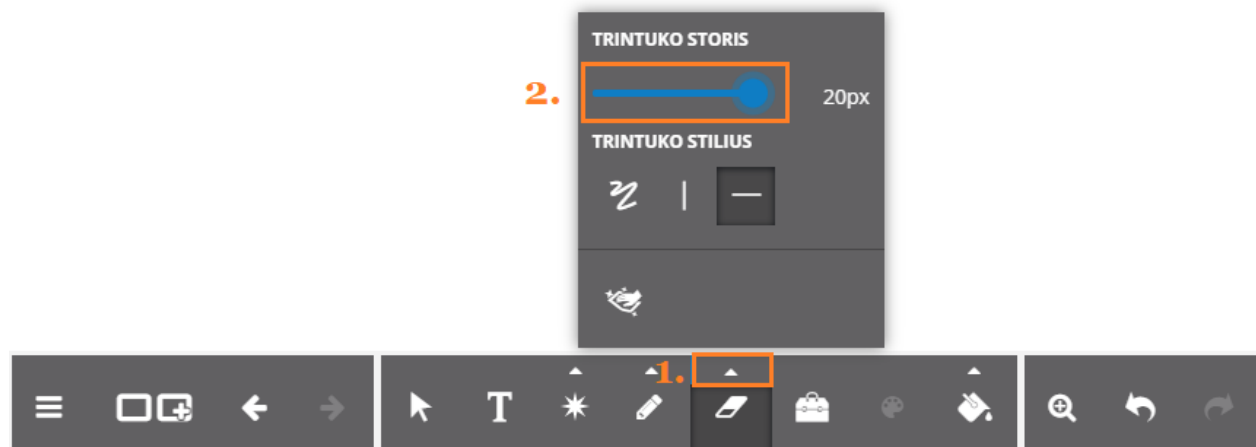 TRINTUKO STORIS
2.
20px
TRINTUKO STILIUS
1.
T